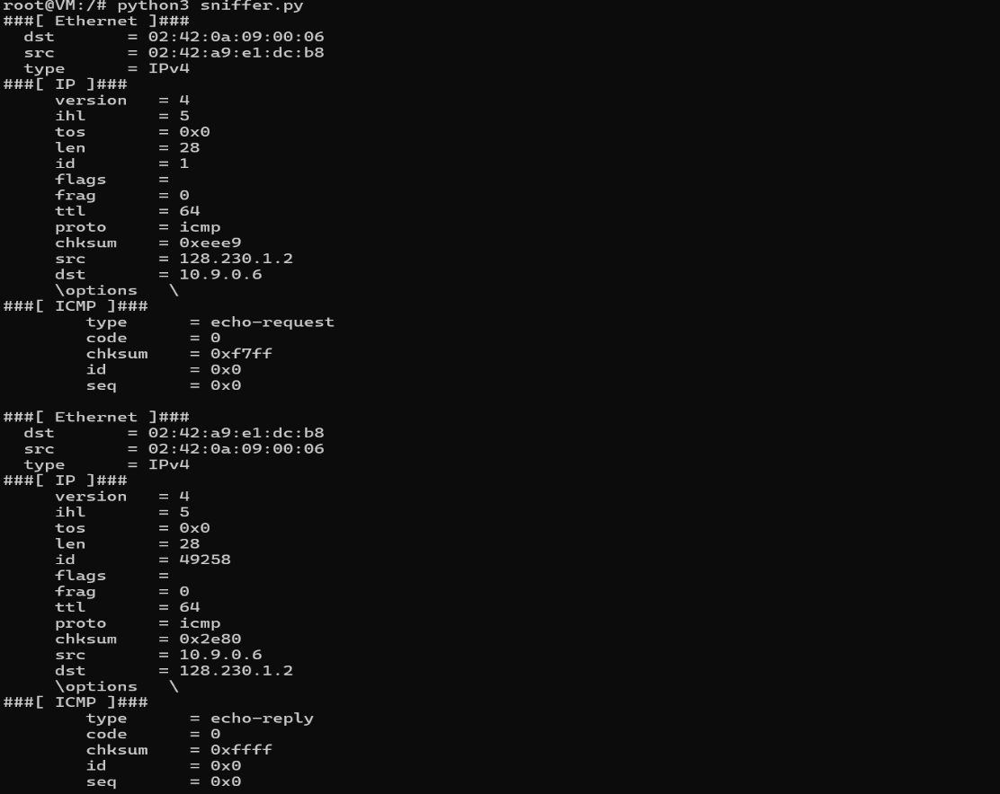 root@VM:/# python3 sniffer.py
###[ Ethernet ]###
  dst       = 02:42:0a:09:00:06
  src       = 02:42:a9:e1:dc:b8
  type      = IPv4
###[ IP ]###
     version   = 4
     ihl       = 5
     tos       = 0x0
     len       = 28
     id        = 1
     flags     =
     frag      = 0
     ttl       = 64
     proto     = icmp
     chksum    = 0xeee9
     src       = 128.230.1.2
     dst       = 10.9.0.6
     \options   \
###[ ICMP ]###
        type      = echo-request
        code      = 0
        chksum    = 0xf7ff
        id        = 0x0
        seq       = 0x0

###[ Ethernet ]###
  dst       = 02:42:a9:e1:dc:b8
  src       = 02:42:0a:09:00:06
  type      = IPv4
###[ IP ]###
     version   = 4
     ihl       = 5
     tos       = 0x0
     len       = 28
     id        = 49258
     flags     =
     frag      = 0
     ttl       = 64
     proto     = icmp
     chksum    = 0x2e80
     src       = 10.9.0.6
     dst       = 128.230.1.2
     \options   \
###[ ICMP ]###
        type      = echo-reply
        code      = 0
        chksum    = 0xffff
        id        = 0x0
        seq       = 0x0